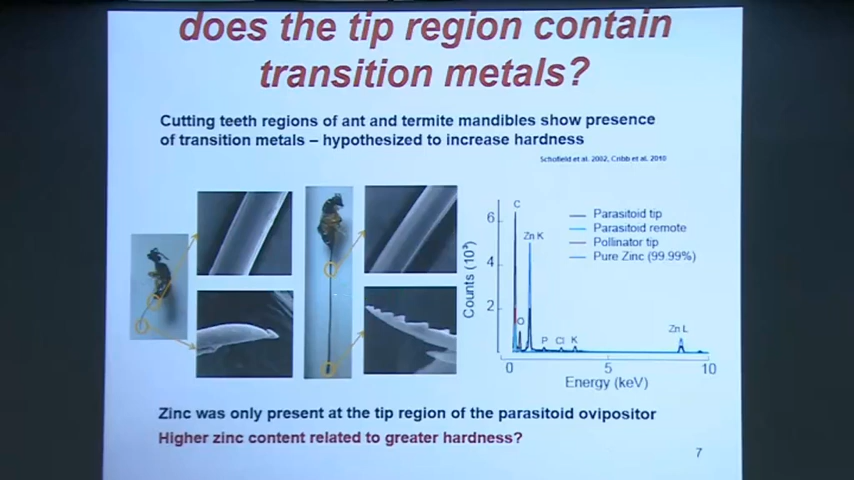 does the tip region contain
transition metals?
Cutting teeth regions of ant and termite mandibles show presence
of transition metals – hypothesized to increase hardness
Schofield et al. 2002, Cribb et al. 2010
C
6
Zn K
4
2
O
P
Cl
K
Zn L
Counts (10³)
Parasitoid tip
Parasitoid remote
Pollinator tip
Pure Zinc (99.99%)
0
5
10
Energy (keV)
Zinc was only present at the tip region of the parasitoid ovipositor
Higher zinc content related to greater hardness?
7